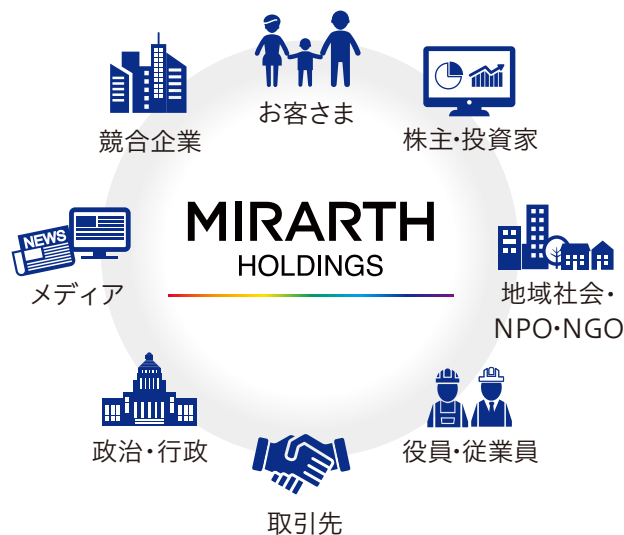 お客さま
競合企業
株主・投資家
MIRARTH
HOLDINGS
NEWS
メディア
地域社会・
NPO・NGO
政治・行政
役員・従業員
取引先